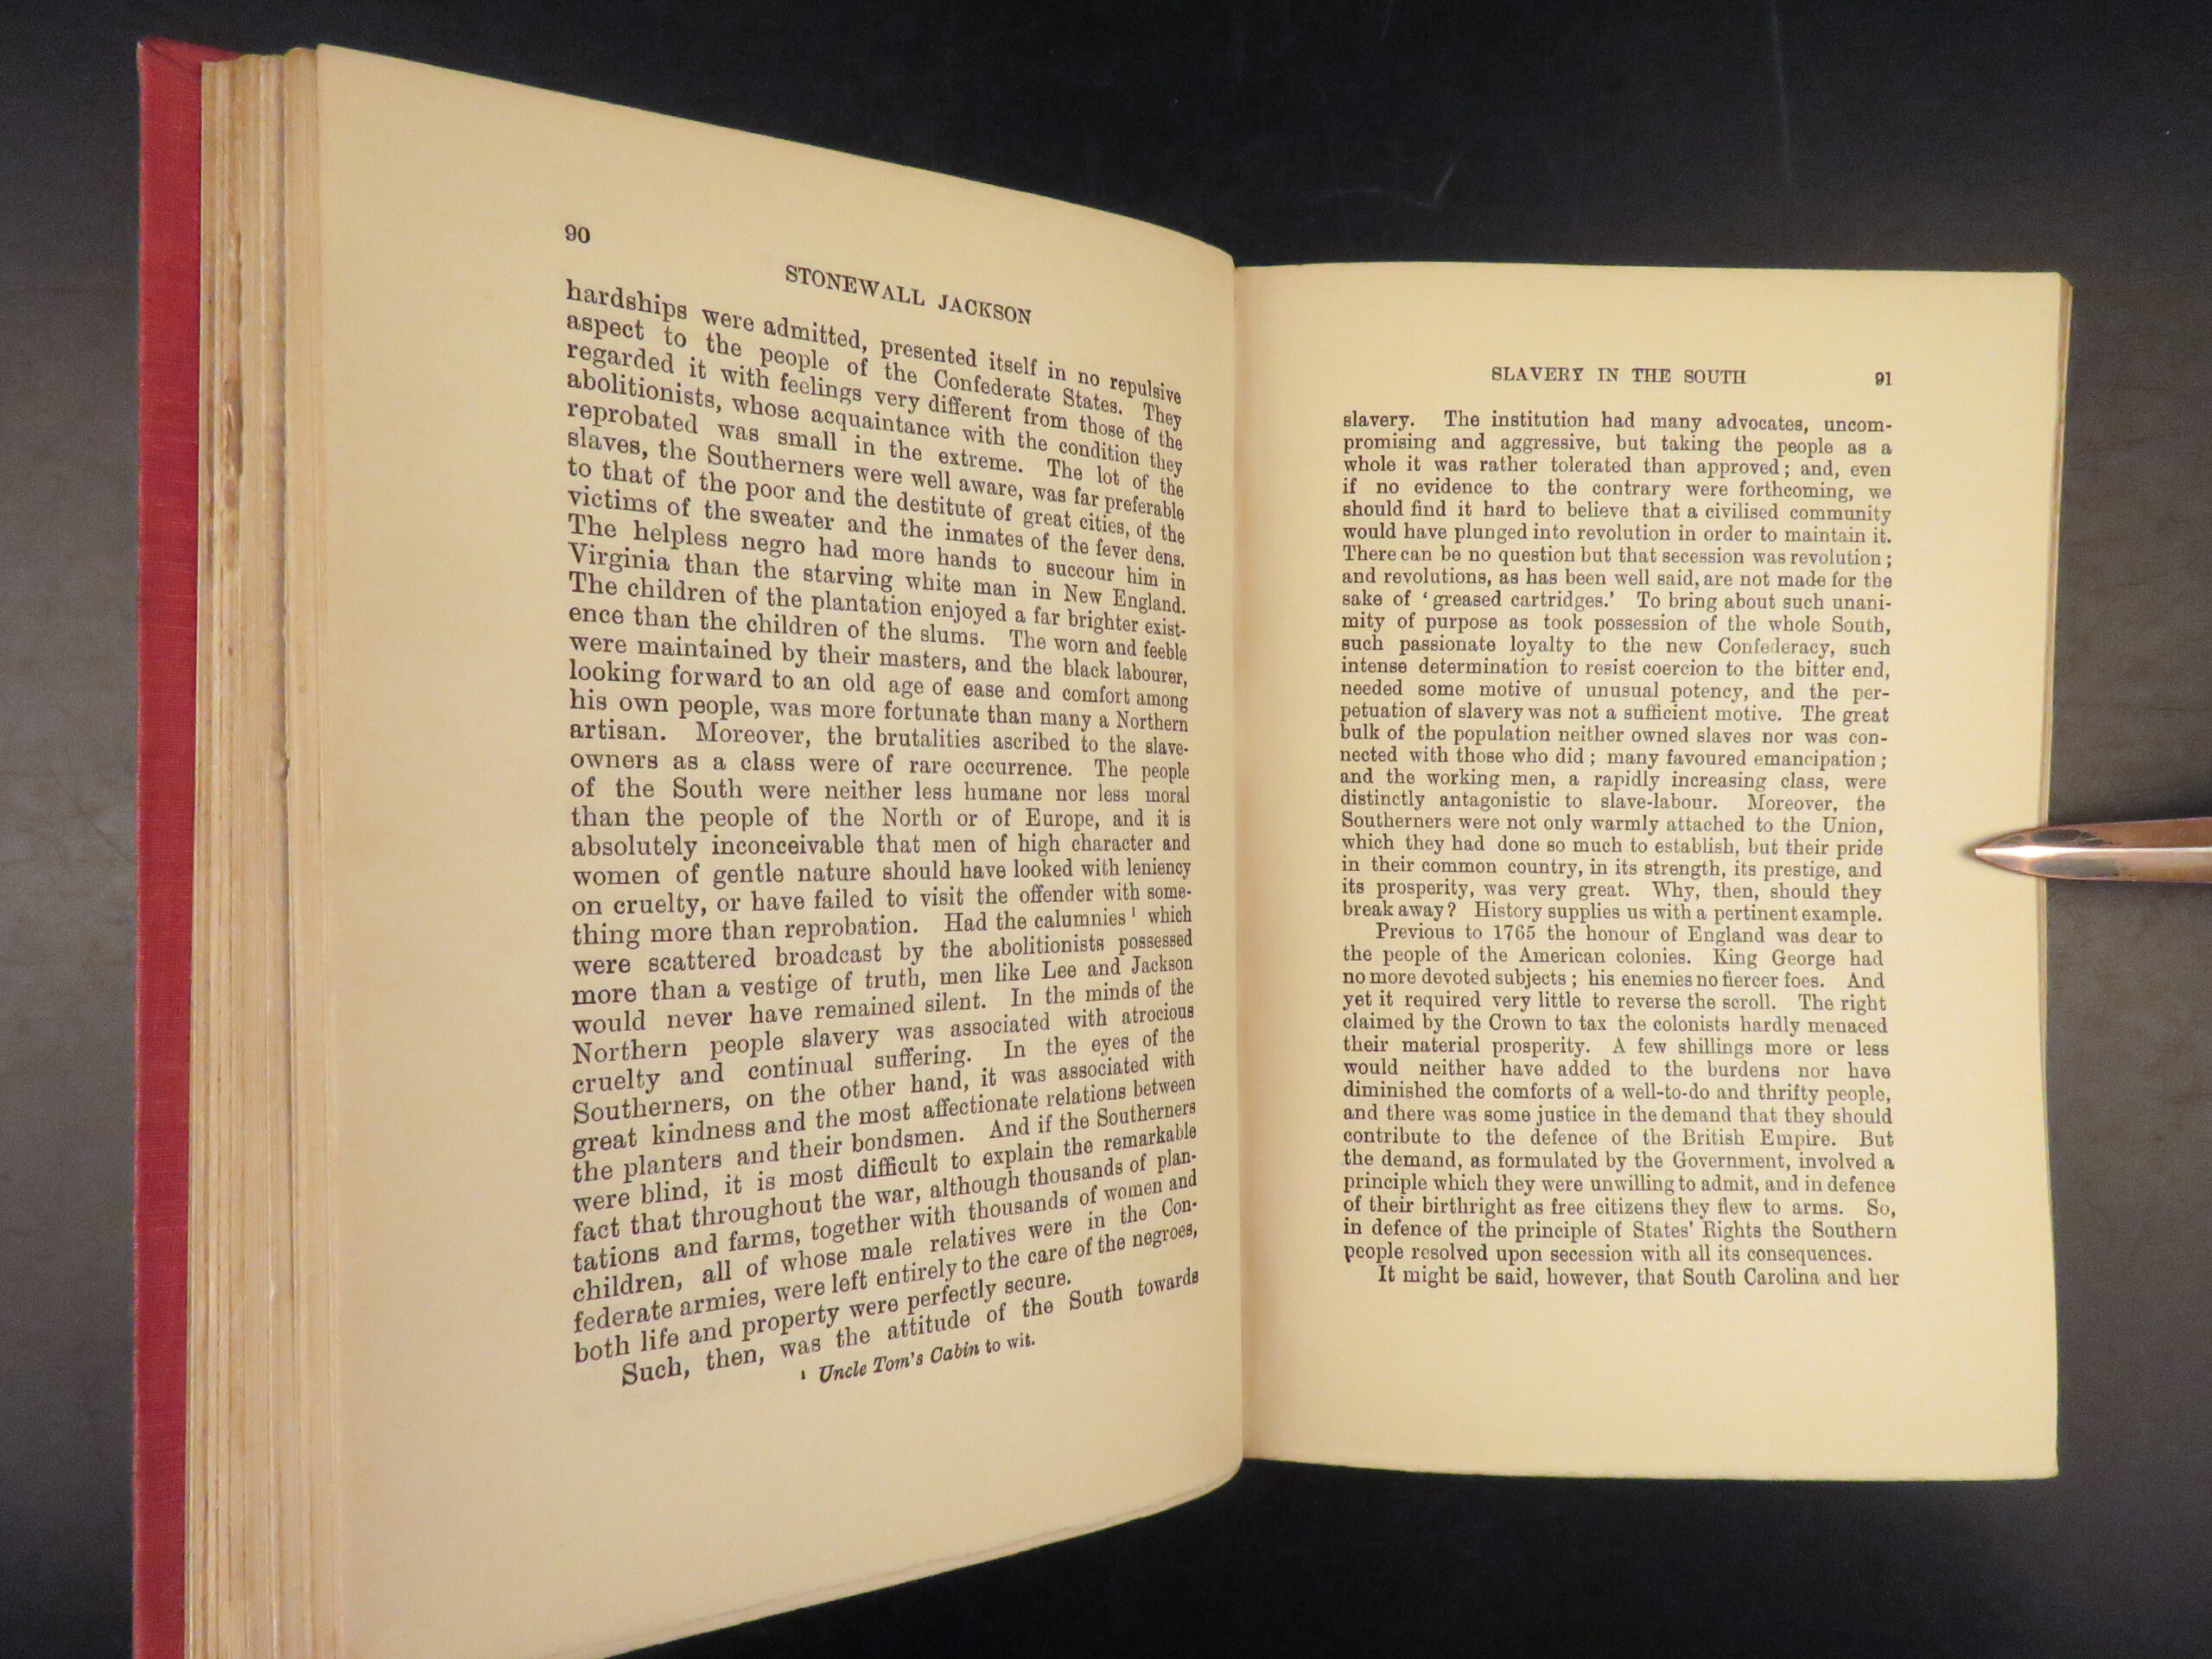 90
STONEWALL JACKSON
hardships were admitted, presented itself in no repulsive
aspect to the people of the Confederate States. They
regarded it with feelings very different from those of the
abolitionists, whose acquaintance with the condition they
reprobated was small in the extreme. The lot of the
slaves, the Southerners were well aware, was far preferable
to that of the poor and the destitute of great cities, of the
victims of the sweater and the inmates of the fever dens.
The helpless negro had more hands to succour him in
Virginia than the starving white man in New England.
The children of the plantation enjoyed a far brighter exist-
ence than the children of the slums. The worn and feeble
were maintained by their masters, and the black labourer,
looking forward to an old age of ease and comfort among
his own people, was more fortunate than many a Northern
artisan. Moreover, the brutalities ascribed to the slave-
owners as a class were of rare occurrence. The people
of the South were neither less humane nor less moral
than the people of the North or of Europe, and it is
absolutely inconceivable that men of high character and
women of gentle nature should have looked with leniency
on cruelty, or have failed to visit the offender with some-
thing more than reprobation. Had the calumnies¹ which
were scattered broadcast by the abolitionists possessed
more than a vestige of truth, men like Lee and Jackson
would never have remained silent. In the minds of the
Northern people slavery was associated with atrocious
cruelty and continual suffering. In the eyes of the
Southerners, on the other hand, it was associated with
great kindness and the most affectionate relations between
the planters and their bondsmen. And if the Southerners
were blind, it is most difficult to explain the remarkable
fact that throughout the war, although thousands of plan-
tations and farms, together with thousands of women and
children, all of whose male relatives were in the Con-
federate armies, were left entirely to the care of the negroes,
both life and property were perfectly secure.
Such, then, was the attitude of the South towards
¹ Uncle Tom's Cabin to wit.
SLAVERY IN THE SOUTH 91
slavery. The institution had many advocates, uncom-
promising and aggressive, but taking the people as a
whole it was rather tolerated than approved; and, even
if no evidence to the contrary were forthcoming, we
should find it hard to believe that a civilised community
would have plunged into revolution in order to maintain it.
There can be no question but that secession was revolution;
and revolutions, as has been well said, are not made for the
sake of 'greased cartridges.' To bring about such unani-
mity of purpose as took possession of the whole South,
such passionate loyalty to the new Confederacy, such
intense determination to resist coercion to the bitter end,
needed some motive of unusual potency, and the per-
petuation of slavery was not a sufficient motive. The great
bulk of the population neither owned slaves nor was con-
nected with those who did; many favoured emancipation;
and the working men, a rapidly increasing class, were
distinctly antagonistic to slave-labour. Moreover, the
Southerners were not only warmly attached to the Union,
which they had done so much to establish, but their pride
in their common country, in its strength, its prestige, and
its prosperity, was very great. Why, then, should they
break away? History supplies us with a pertinent example.
Previous to 1765 the honour of England was dear to
the people of the American colonies. King George had
no more devoted subjects; his enemies no fiercer foes. And
yet it required very little to reverse the scroll. The right
claimed by the Crown to tax the colonists hardly menaced
their material prosperity. A few shillings more or less
would neither have added to the burdens nor have
diminished the comforts of a well-to-do and thrifty people,
and there was some justice in the demand that they should
contribute to the defence of the British Empire. But
the demand, as formulated by the Government, involved a
principle which they were unwilling to admit, and in defence
of their birthright as free citizens they flew to arms. So,
in defence of the principle of States' Rights the Southern
people resolved upon secession with all its consequences.
It might be said, however, that South Carolina and her